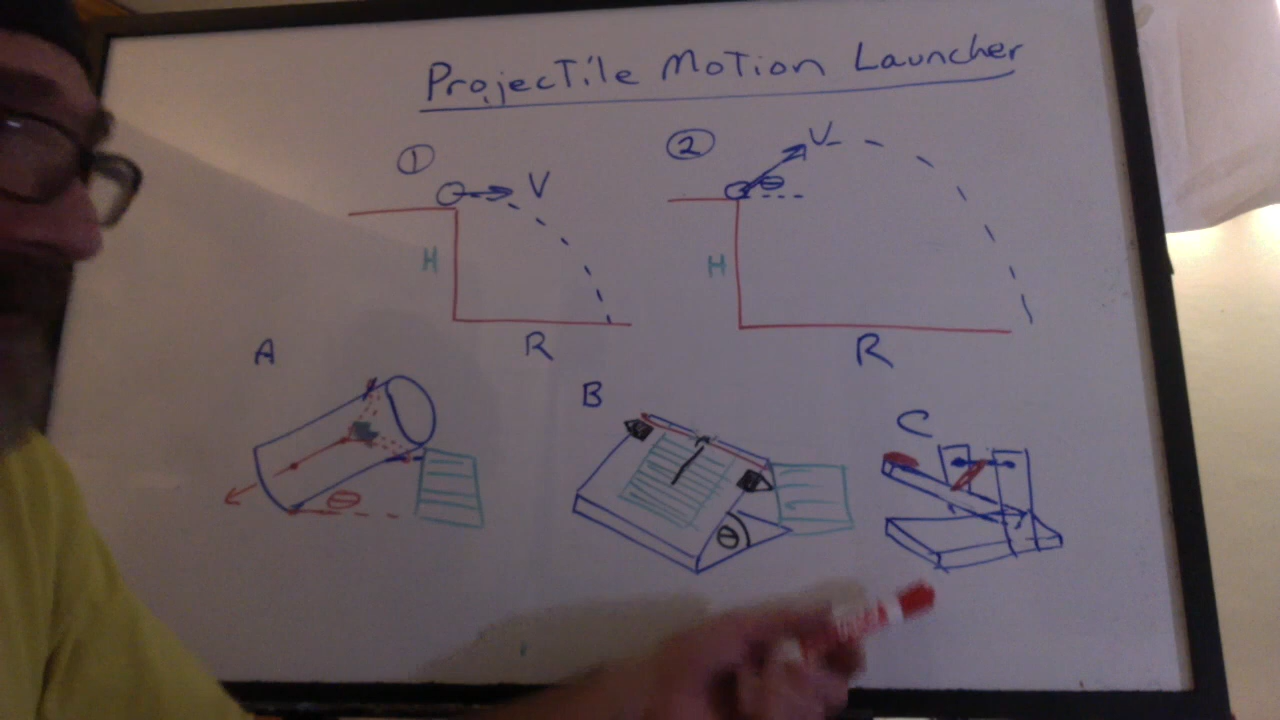 ProjecTile MoTion Launcher
① V
H
R
② V
θ
H
R
A
θ
B
θ
C